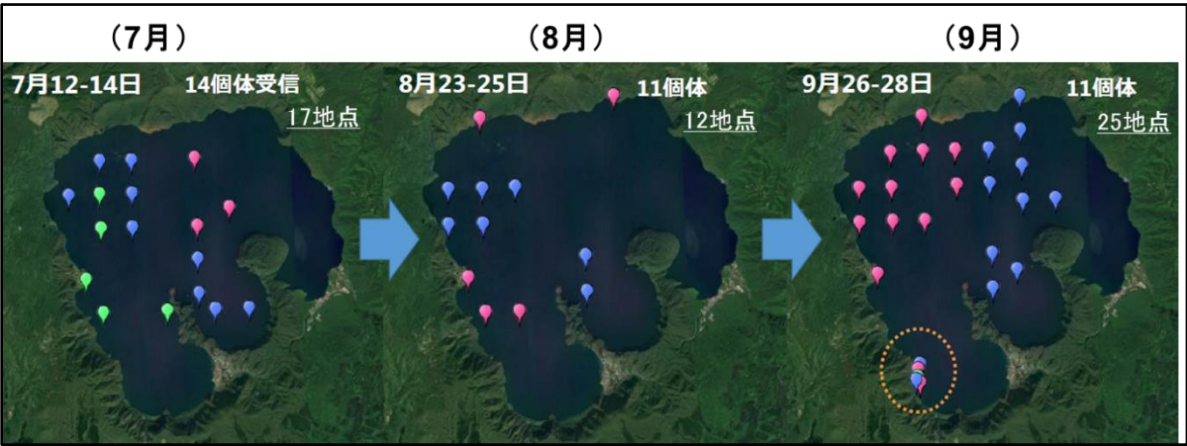 (7月)
(8月)
(9月)
7月12-14日
14個体受信
17地点
8月23-25日
11個体
12地点
9月26-28日
11個体
25地点